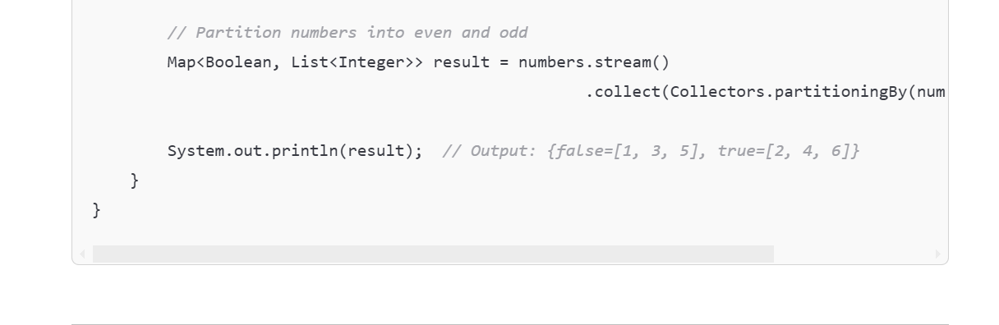 // Partition numbers into even and odd
Map<Boolean, List<Integer>> result = numbers.stream()
.collect(Collectors.partitioningBy(num
System.out.println(result);  // Output: {false=[1, 3, 5], true=[2, 4, 6]}
}
}